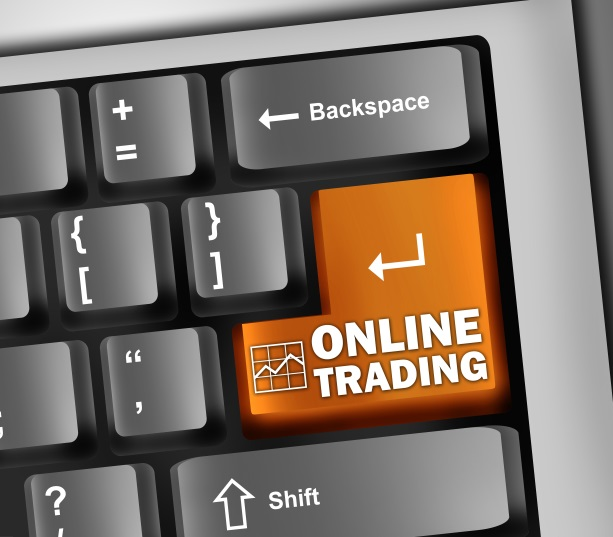 +
=
Backspace
{
[
}
]
ONLINE
TRADING
“
,
?
Shift